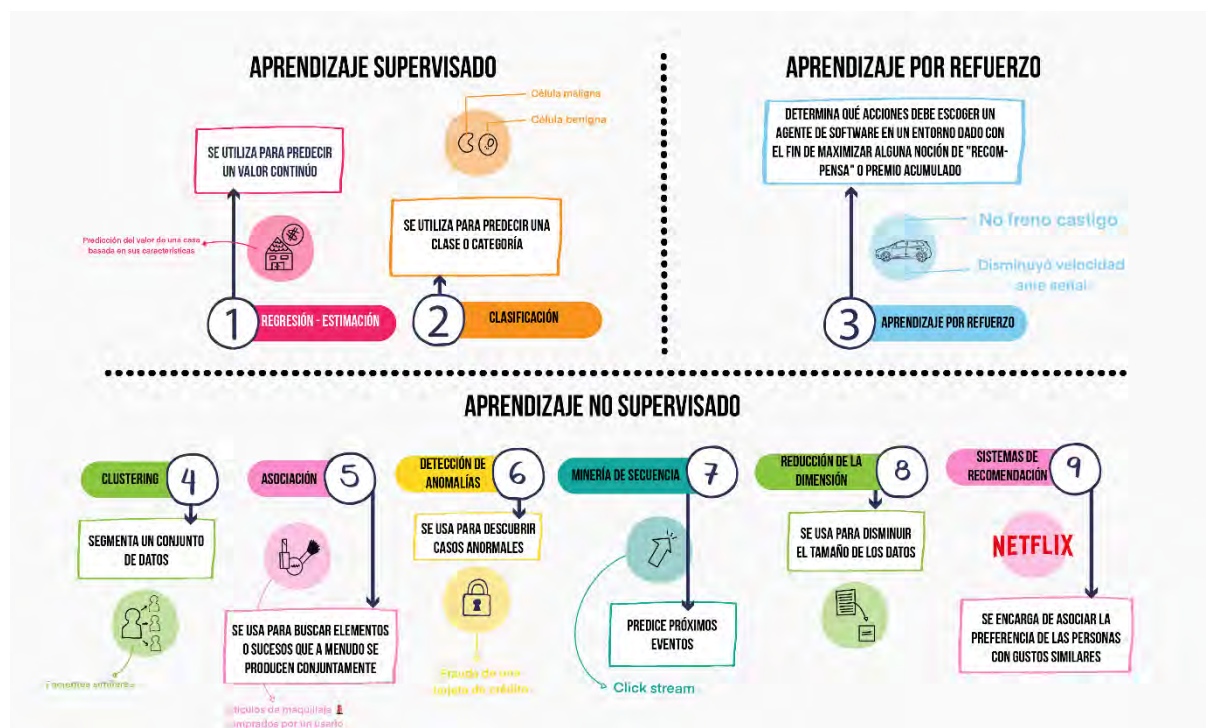 APRENDIZAJE SUPERVISADO
Célula maligna
Célula benigna
SE UTILIZA PARA PREDECIR
UN VALOR CONTINÚO
Predicción del valor de una casa
basada en sus características
SE UTILIZA PARA PREDECIR UNA
CLASE O CATEGORÍA
1
REGRESIÓN - ESTIMACIÓN
2
CLASIFICACIÓN
APRENDIZAJE POR REFUERZO
DETERMINA QUÉ ACCIONES DEBE ESCOGER UN
AGENTE DE SOFTWARE EN UN ENTORNO DADO CON
EL FIN DE MAXIMIZAR ALGUNA NOCIÓN DE "RECOM-
PENSA" O PREMIO ACUMULADO
No freno castigo
Disminuyó velocidad
ante señal
3
APRENDIZAJE POR REFUERZO
APRENDIZAJE NO SUPERVISADO
CLUSTERING
4
SEGMENTA UN CONJUNTO
DE DATOS
similares
ASOCIACIÓN
5
SE USA PARA BUSCAR ELEMENTOS
O SUCESOS QUE A MENUDO SE
PRODUCEN CONJUNTAMENTE
de maquillaje
por un usario
DETECCIÓN DE
ANOMALÍAS
6
SE USA PARA DESCUBRIR
CASOS ANORMALES
Fraude de una
tarjeta de crédito
MINERÍA DE SECUENCIA
7
PREDICE PRÓXIMOS
EVENTOS
Click stream
REDUCCIÓN DE LA
DIMENSIÓN
8
SE USA PARA DISMINUIR
EL TAMAÑO DE LOS DATOS
SISTEMAS DE
RECOMENDACIÓN
9
NETFLIX
SE ENCARGA DE ASOCIAR LA
PREFERENCIA DE LAS PERSONAS
CON GUSTOS SIMILARES